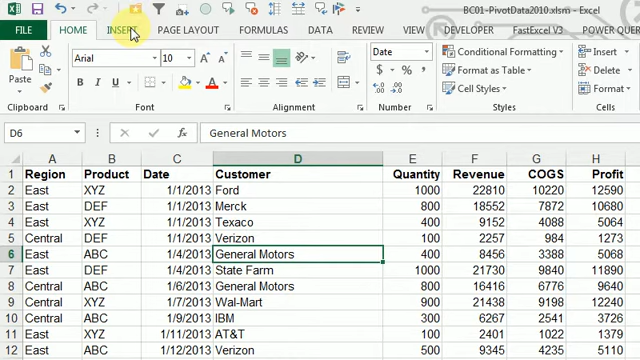 BC01-PivotData2010.xlsm - Excel
FILE HOME INSERT PAGE LAYOUT FORMULAS DATA REVIEW VIEW DEVELOPER FastExcel V3 POWER QUER
Paste Arial 10 Date Conditional Formatting Insert
B I U $ % , Format as Table Delete
Cell Styles Format
Clipboard Font Alignment Number Styles Cells
D6 fx General Motors
A B C D E F G H
1 Region Product Date Customer Quantity Revenue COGS Profit
2 East XYZ 1/1/2013 Ford 1000 22810 10220 12590
3 East DEF 1/1/2013 Merck 800 18552 7872 10680
4 East XYZ 1/1/2013 Texaco 400 9152 4088 5064
5 Central DEF 1/1/2013 Verizon 100 2257 984 1273
6 East ABC 1/4/2013 General Motors 400 8456 3388 5068
7 East DEF 1/4/2013 State Farm 1000 21730 9840 11890
8 Central ABC 1/6/2013 General Motors 800 16416 6776 9640
9 Central XYZ 1/7/2013 Wal-Mart 900 21438 9198 12240
10 Central ABC 1/9/2013 IBM 300 6267 2541 3726
11 East XYZ 1/11/2013 AT&T 100 2401 1022 1379
12 East ABC 1/12/2013 Verizon 500 9345 4235 5110